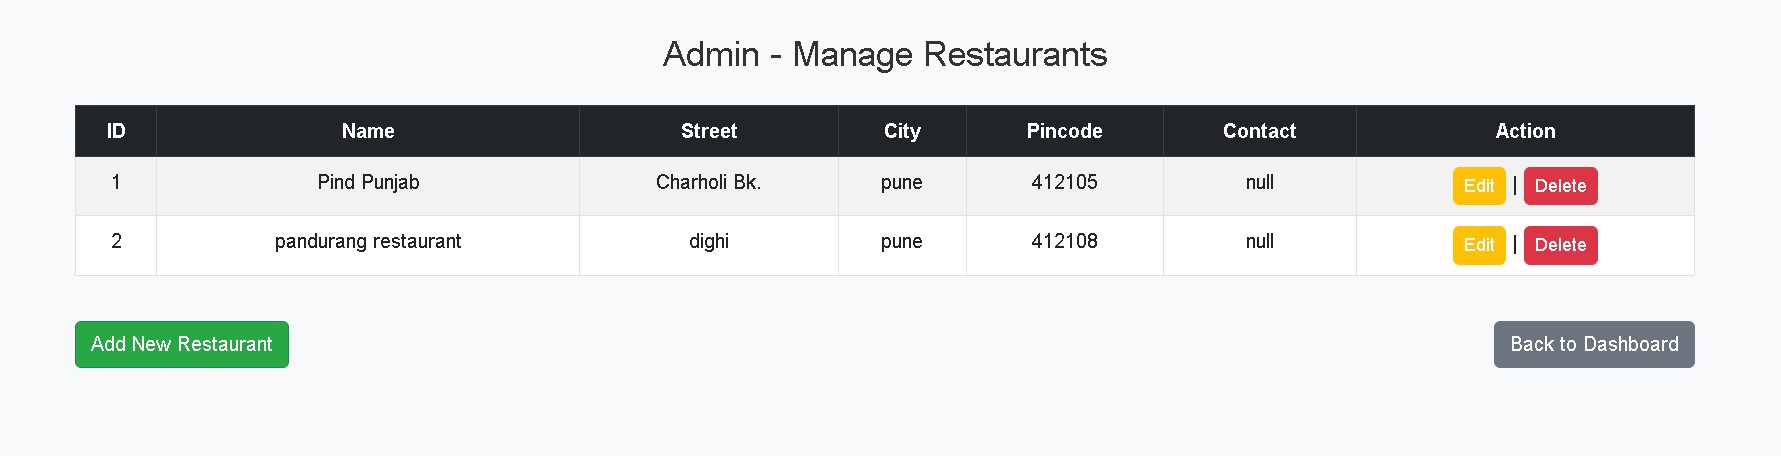 Admin - Manage Restaurants
ID Name Street City Pincode Contact Action
1 Pind Punjab Charholi Bk. pune 412105 null Edit | Delete
2 pandurang restaurant dighi pune 412108 null Edit | Delete
Add New Restaurant Back to Dashboard